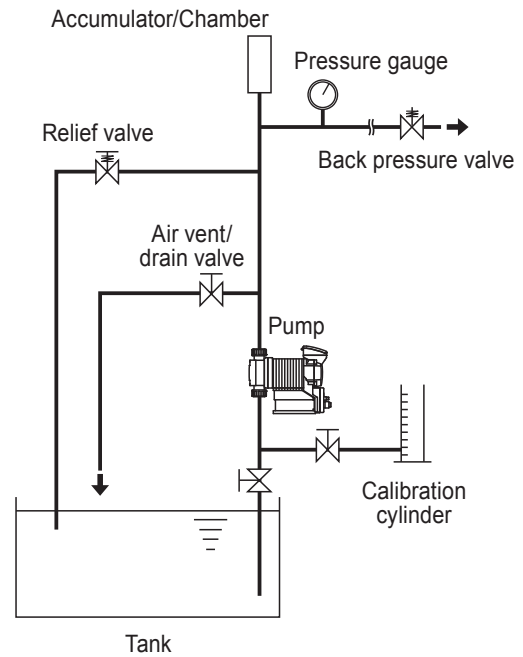 Accumulator/Chamber
Pressure gauge
Relief valve
Back pressure valve
Air vent/
drain valve
Pump
Calibration
cylinder
Tank